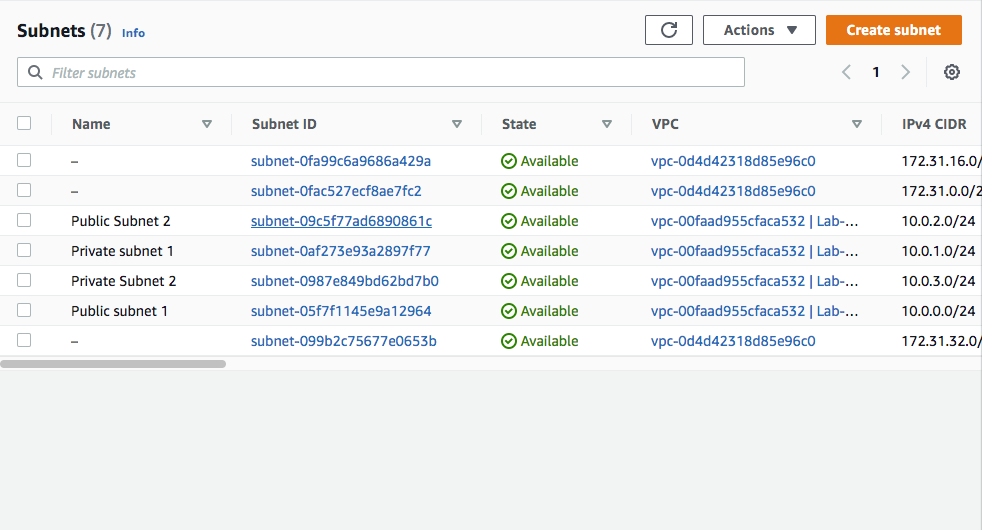 Subnets (7) Info Actions Create subnet
Filter subnets 1
Name Subnet ID State VPC IPv4 CIDR
– subnet-0fa99c6a9686a429a Available vpc-0d4d42318d85e96c0 172.31.16.0/
– subnet-0fac527ecf8ae7fc2 Available vpc-0d4d42318d85e96c0 172.31.0.0/2
Public Subnet 2 subnet-09c5f77ad6890861c Available vpc-00faad955cfaca532 | Lab-... 10.0.2.0/24
Private subnet 1 subnet-0af273e93a2897f77 Available vpc-00faad955cfaca532 | Lab-... 10.0.1.0/24
Private Subnet 2 subnet-0987e849bd62bd7b0 Available vpc-00faad955cfaca532 | Lab-... 10.0.3.0/24
Public subnet 1 subnet-05f7f1145e9a12964 Available vpc-00faad955cfaca532 | Lab-... 10.0.0.0/24
– subnet-099b2c75677e0653b Available vpc-0d4d42318d85e96c0 172.31.32.0/